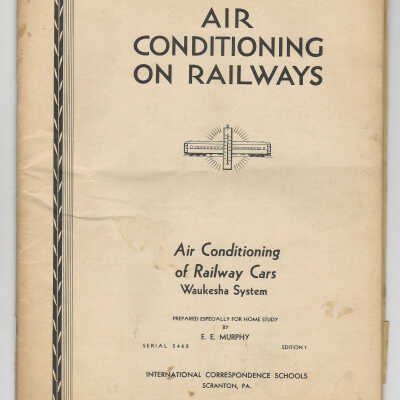 AIR
CONDITIONING
ON RAILWAYS
Air Conditioning
of Railway Cars
Waukesha System
PREPARED ESPECIALLY FOR HOME STUDY
BY
E. E. MURPHY
SERIAL 5468 EDITION 1
INTERNATIONAL CORRESPONDENCE SCHOOLS
SCRANTON, PA.